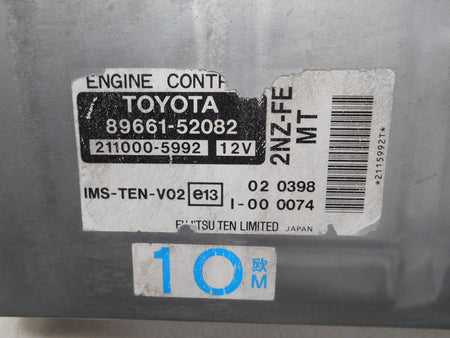 ENGINE CONTR
TOYOTA
89661-52082
211000-5992 12V
2NZ-FE
MT
IMS-TEN-V02 e13 02 0398
I-00 0074
FUJITSU TEN LIMITED JAPAN
*2115992T*
10 欧M